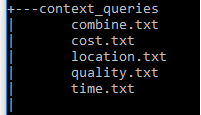 +---context_queries
|       combine.txt
|       cost.txt
|       location.txt
|       quality.txt
|       time.txt
|